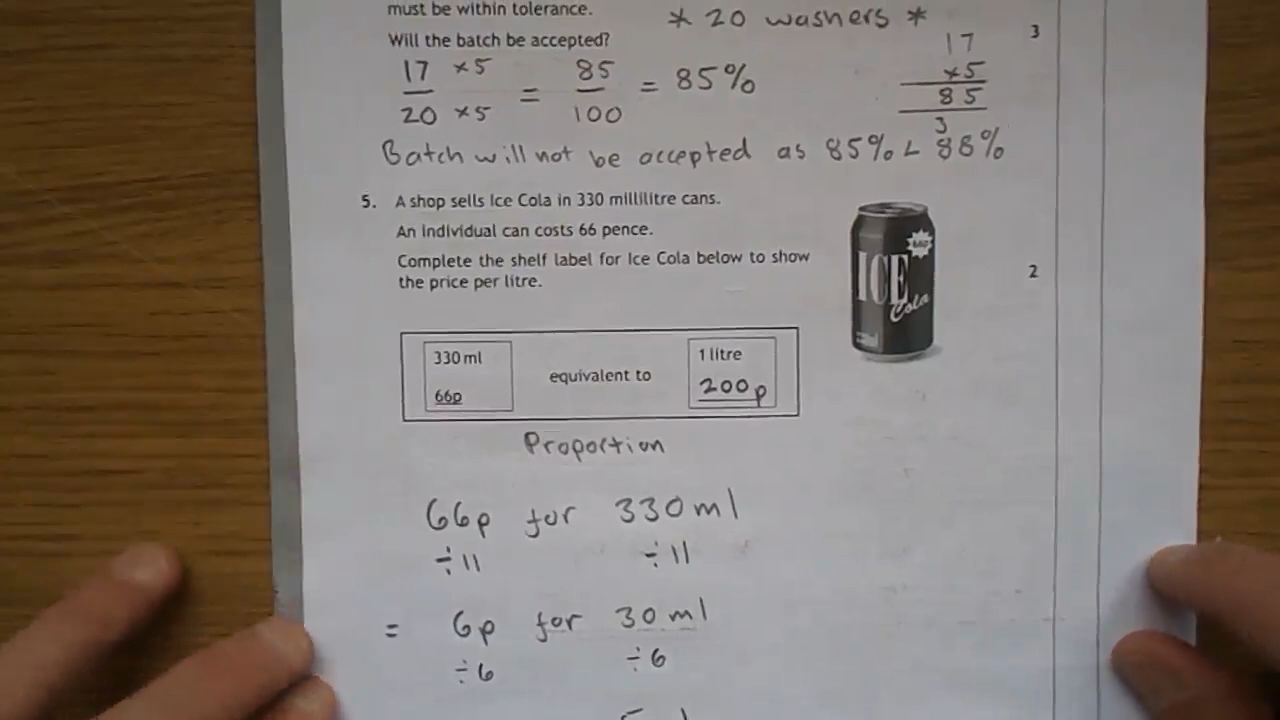 must be within tolerance.
* 20 washers *
3
Will the batch be accepted?
17 ×5
20 ×5
= 85
100
= 85%
17
×5
85
3
Batch will not be accepted as 85% < 88%
5. A shop sells Ice Cola in 330 millilitre cans.
An individual can costs 66 pence.
Complete the shelf label for Ice Cola below to show
the price per litre.
2
66p
ICE
Cola
330 ml
66p
equivalent to
1 litre
200p
Proportion
66p for 330ml
÷11 ÷11
= 6p for 30ml
÷6 ÷6